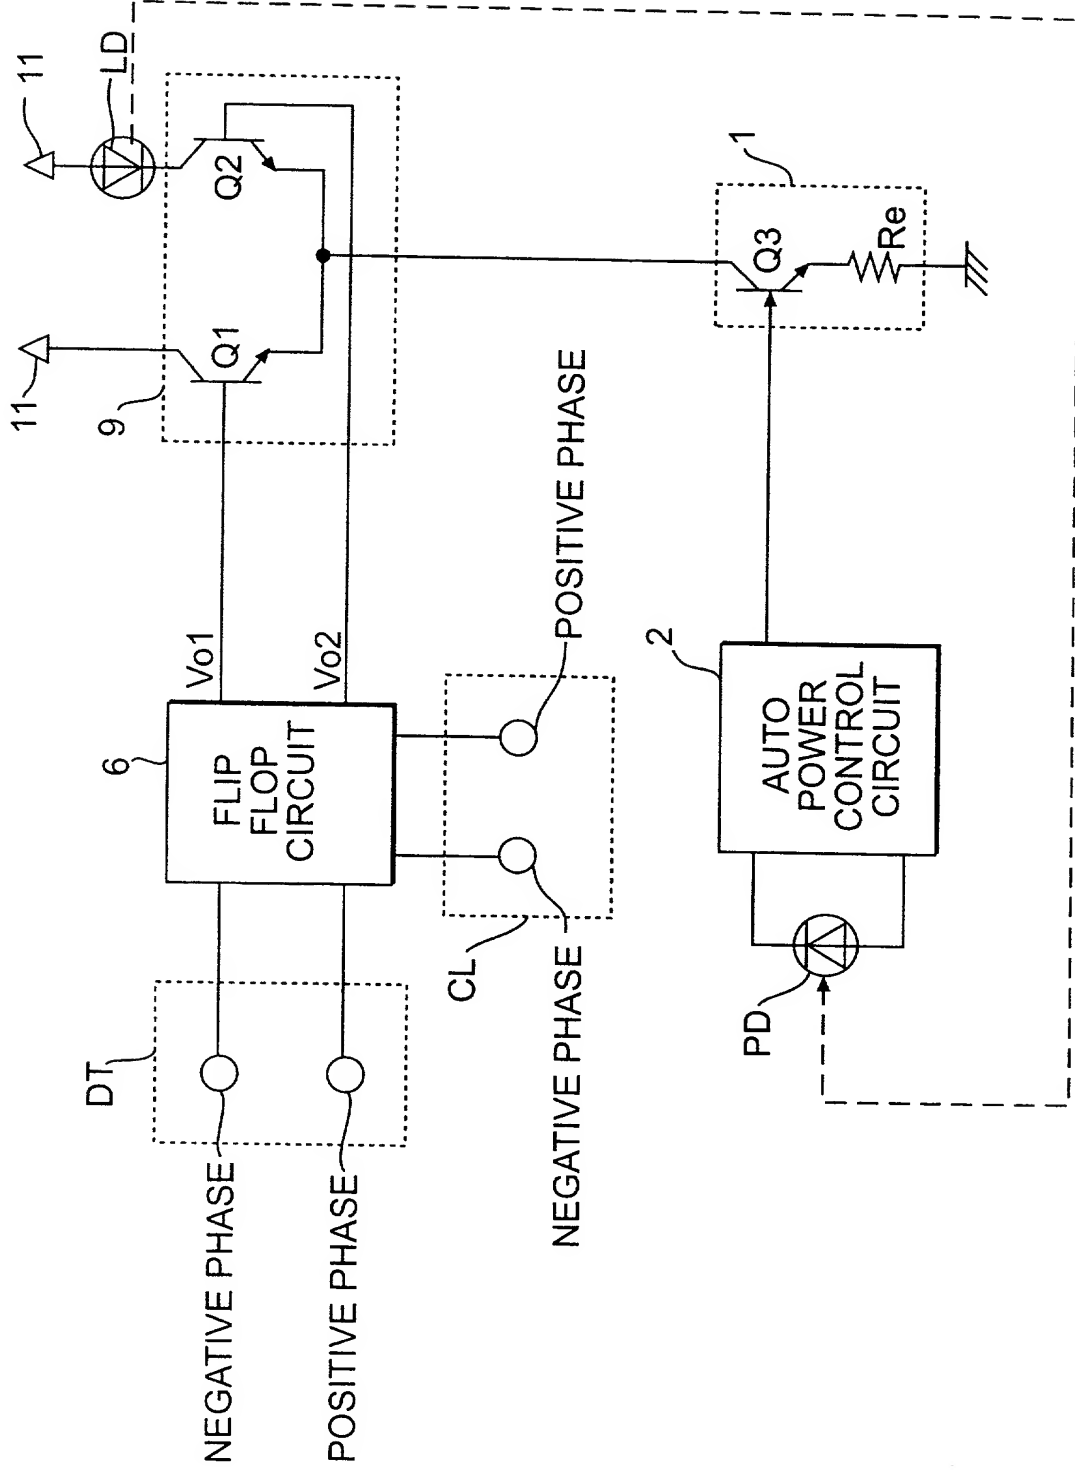 11
LD
11
9
Q1
Q2
Vo1
Vo2
6
FLIP
FLOP
CIRCUIT
DT
NEGATIVE PHASE
POSITIVE PHASE
CL
NEGATIVE PHASE
POSITIVE PHASE
1
Q3
Re
2
AUTO
POWER
CONTROL
CIRCUIT
PD